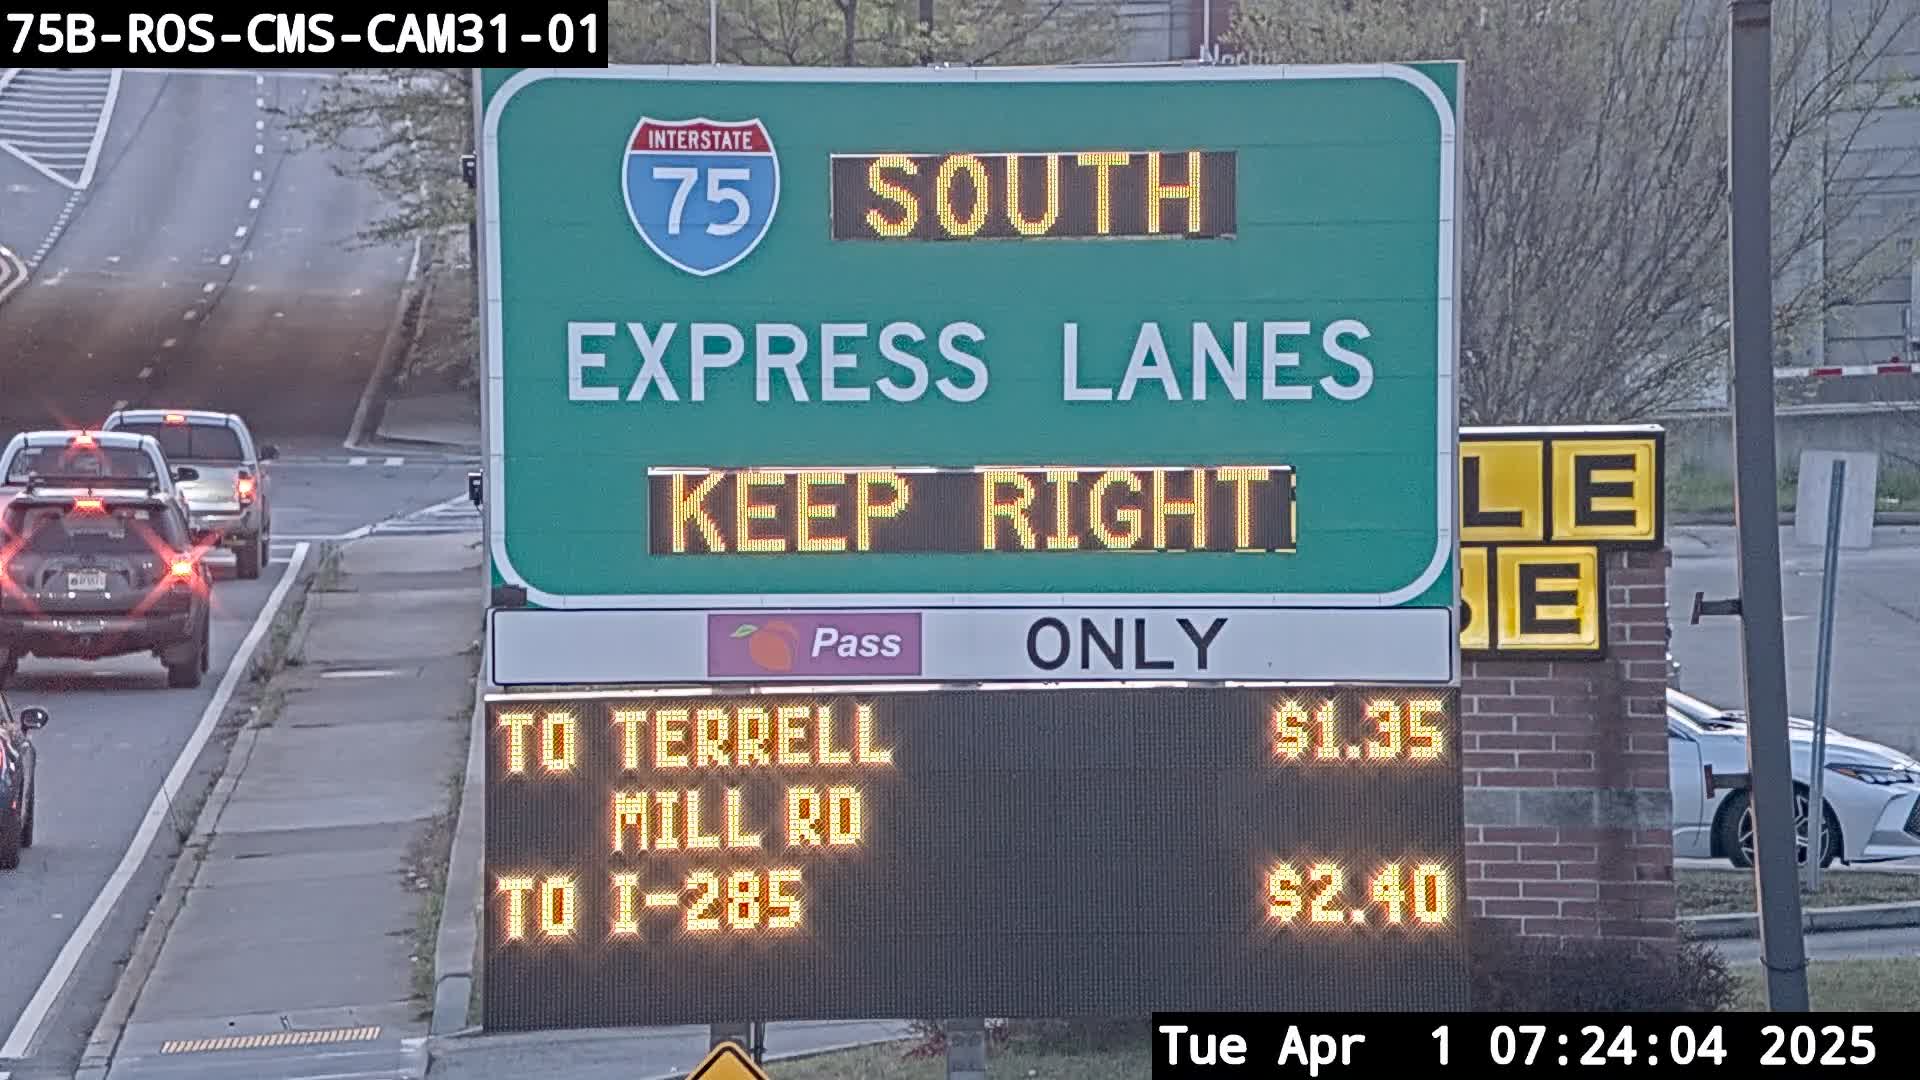 75B-ROS-CMS-CAM31-01
INTERSTATE
75
SOUTH
EXPRESS LANES
KEEP RIGHT
Pass ONLY
TO TERRELL $1.35
MILL RD
TO I-285 $2.40
LE
E
Tue Apr 1 07:24:04 2025